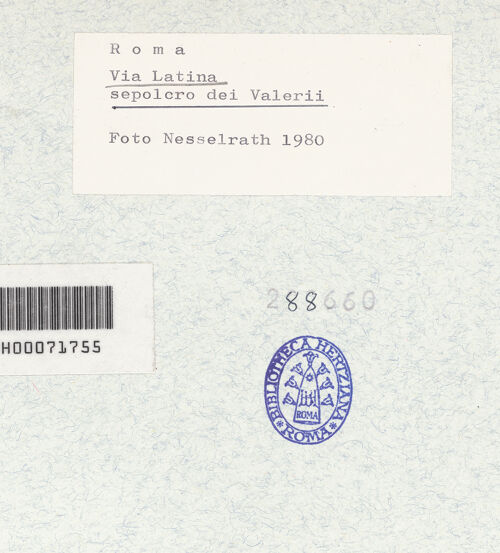 Roma
Via Latina
sepolcro dei Valerii
Foto Nesselrath 1980
288660
H00071755
BIBLIOTHECA HERTZIANA
ROMA
* ROMA *